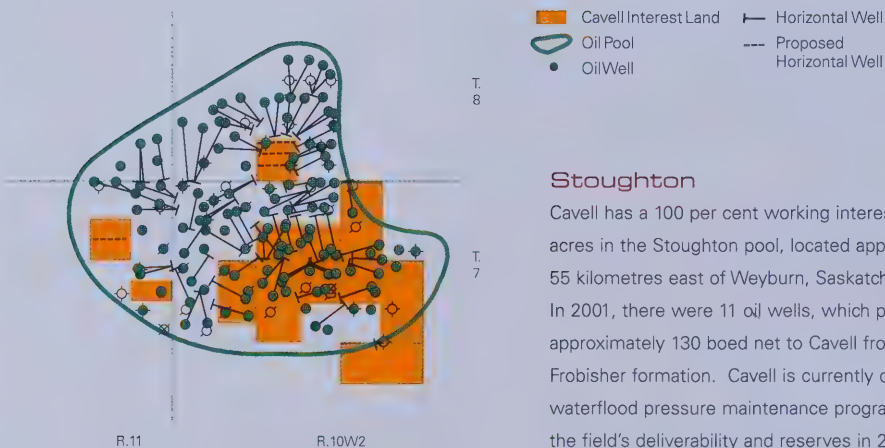 Cavell Interest Land
Horizontal Well
Oil Pool
Proposed
Horizontal Well
Oil Well
T.
8
T.
7
R.11
R.10W2
Stoughton
Cavell has a 100 per cent working interes
acres in the Stoughton pool, located app
55 kilometres east of Weyburn, Saskatch
In 2001, there were 11 oil wells, which p
approximately 130 boed net to Cavell fro
Frobisher formation. Cavell is currently
waterflood pressure maintenance progra
the field's deliverability and reserves in 2